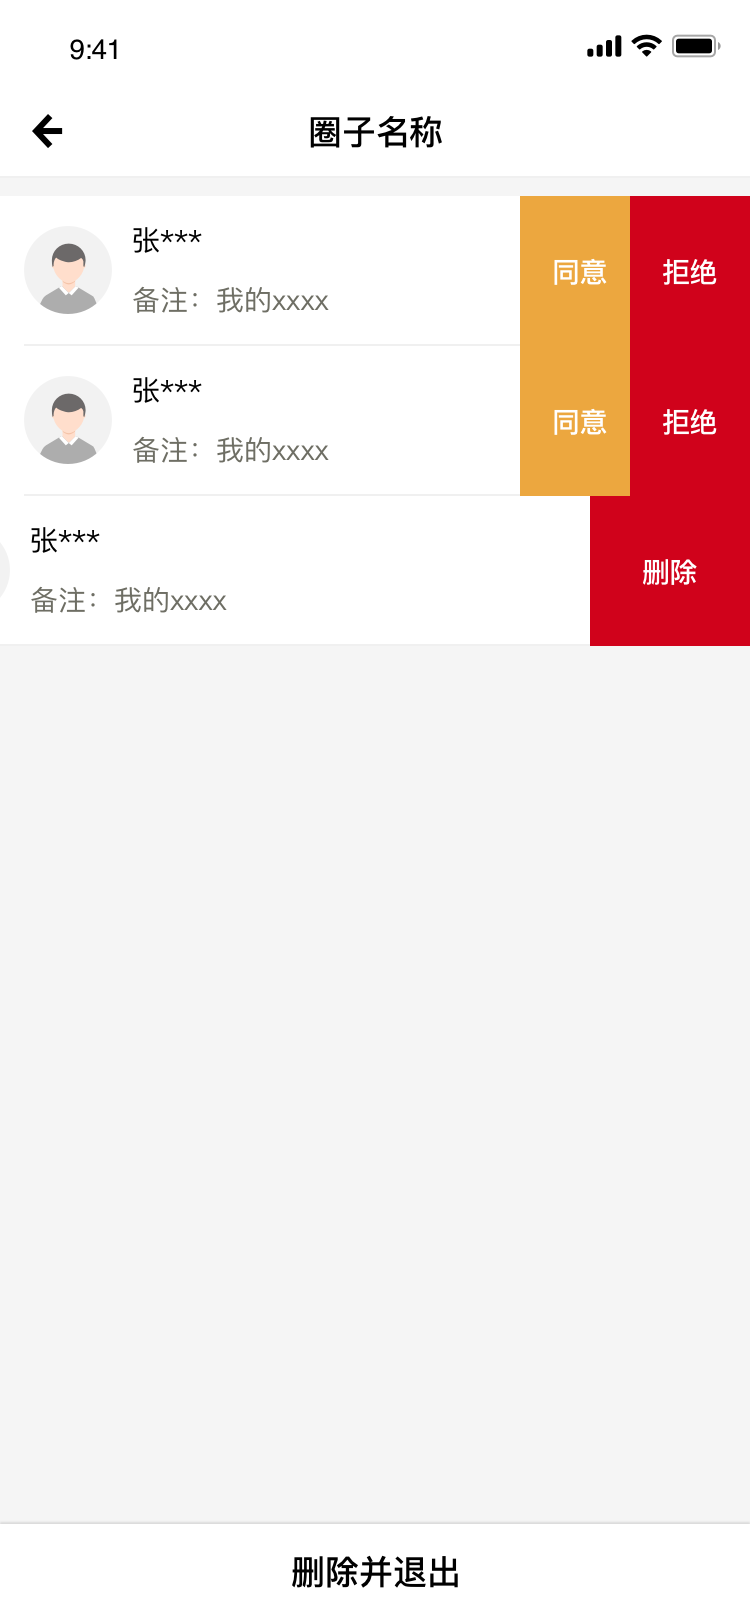 9:41
圈子名称
张***
备注：我的xxxx
同意
拒绝
张***
备注：我的xxxx
同意
拒绝
张***
备注：我的xxxx
删除
删除并退出